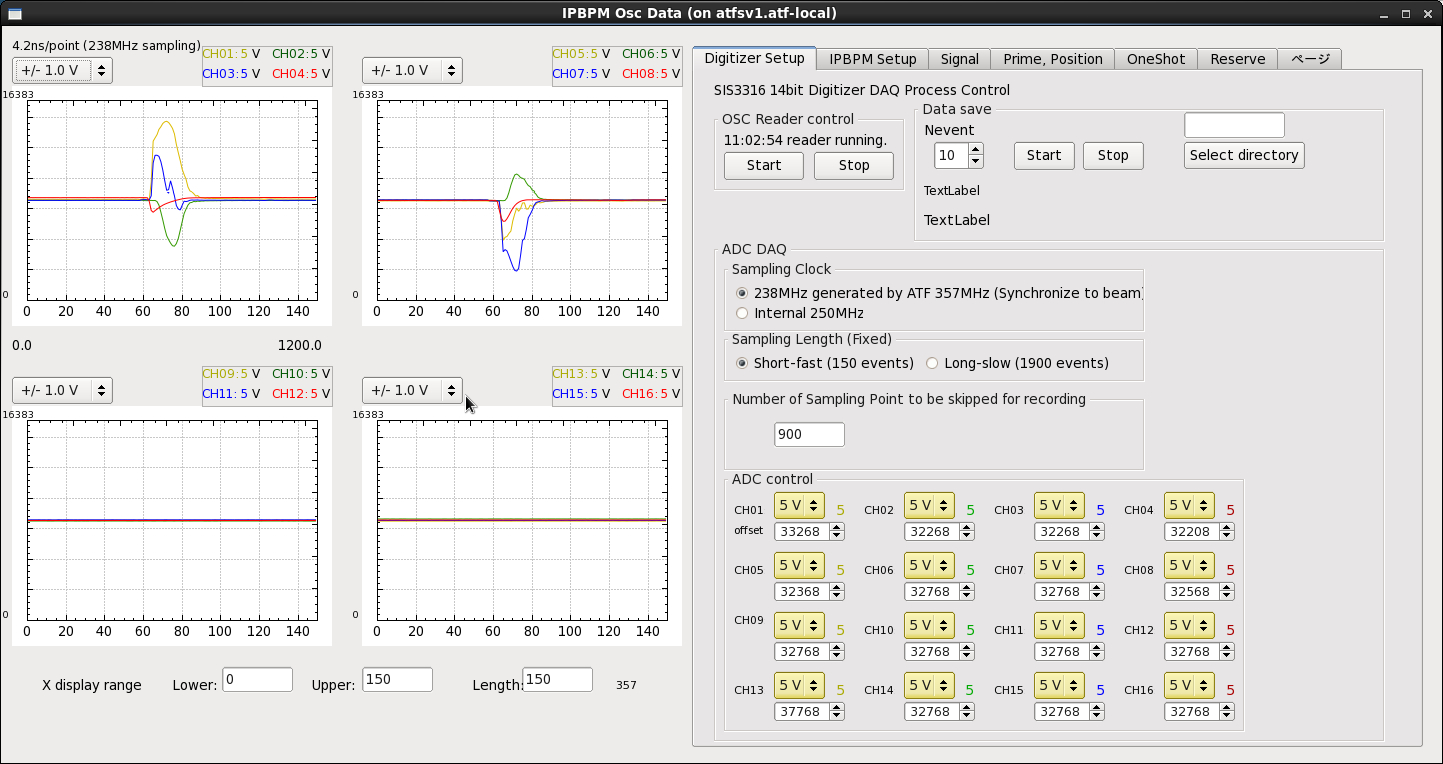 IPBPM Osc Data (on atfsv1.atf-local)
4.2ns/point (238MHz sampling)
+/- 1.0 V
CH01: 5 V CH02: 5 V
CH03: 5 V CH04: 5 V
16383
0
0 20 40 60 80 100 120 140
+/- 1.0 V
CH05: 5 V CH06: 5 V
CH07: 5 V CH08: 5 V
16383
0
0 20 40 60 80 100 120 140
0.0 1200.0
+/- 1.0 V
CH09: 5 V CH10: 5 V
CH11: 5 V CH12: 5 V
16383
0
0 20 40 60 80 100 120 140
+/- 1.0 V
CH13: 5 V CH14: 5 V
CH15: 5 V CH16: 5 V
16383
0
0 20 40 60 80 100 120 140
X display range Lower: 0 Upper: 150 Length: 150 357
Digitizer Setup IPBPM Setup Signal Prime, Position OneShot Reserve ページ
SIS3316 14bit Digitizer DAQ Process Control
OSC Reader control
11:02:54 reader running.
Start Stop
Data save
Nevent
10 Start Stop Select directory
TextLabel
TextLabel
ADC DAQ
Sampling Clock
238MHz generated by ATF 357MHz (Synchronize to beam)
Internal 250MHz
Sampling Length (Fixed)
Short-fast (150 events) Long-slow (1900 events)
Number of Sampling Point to be skipped for recording
900
ADC control
CH01 5 V 5 CH02 5 V 5 CH03 5 V 5 CH04 5 V 5
offset 33268 32268 32268 32208
CH05 5 V 5 CH06 5 V 5 CH07 5 V 5 CH08 5 V 5
32368 32768 32768 32568
CH09 5 V 5 CH10 5 V 5 CH11 5 V 5 CH12 5 V 5
32768 32768 32768 32768
CH13 5 V 5 CH14 5 V 5 CH15 5 V 5 CH16 5 V 5
37768 32768 32768 32768